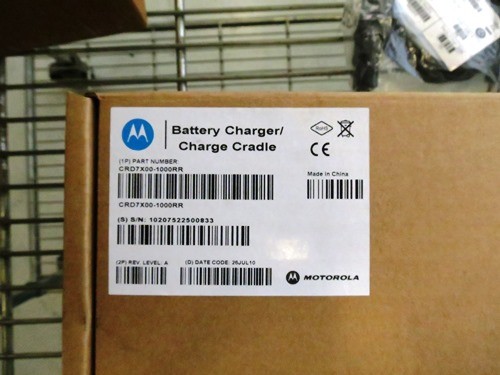 Battery Charger/
Charge Cradle
RoHS
CE
(1P) PART NUMBER:
CRD7X00-1000RR
Made in China
CRD7X00-1000RR
(S) S/N: 10207522500833
(2P) REV. LEVEL: A
(D) DATE CODE: 26JUL10
MOTOROLA